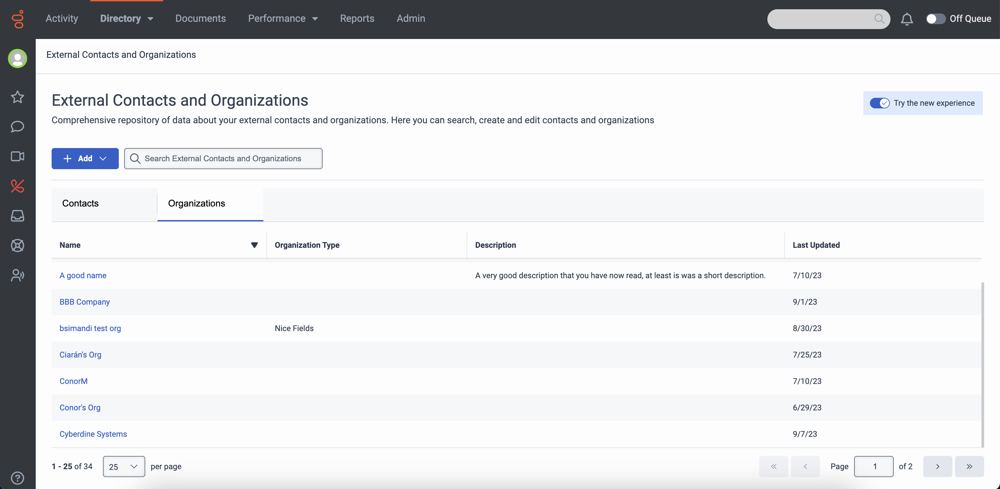 Activity Directory Documents Performance Reports Admin Off Queue
External Contacts and Organizations
External Contacts and Organizations
Try the new experience
Comprehensive repository of data about your external contacts and organizations. Here you can search, create and edit contacts and organizations
Add Search External Contacts and Organizations
Contacts Organizations
Name Organization Type Description Last Updated
A good name A very good description that you have now read, at least is was a short description. 7/10/23
BBB Company 9/1/23
bsimandi test org Nice Fields 8/30/23
Ciarán's Org 7/25/23
ConorM 7/10/23
Conor's Org 6/29/23
Cyberdine Systems 9/7/23
1 - 25 of 34 25 per page Page 1 of 2